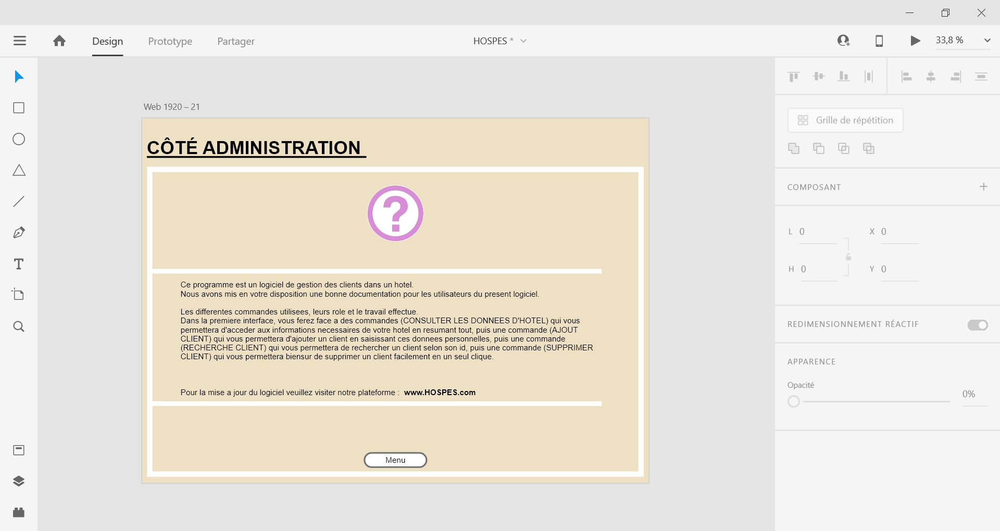 Design
Prototype
Partager
HOSPES *
33,8 %
Web 1920 – 21
CÔTÉ ADMINISTRATION
?
Ce programme est un logiciel de gestion des clients dans un hotel.
Nous avons mis en votre disposition une bonne documentation pour les utilisateurs du present logiciel.
Les differentes commandes utilisees, leurs role et le travail effectue.
Dans la premiere interface, vous ferez face a des commandes (CONSULTER LES DONNEES D'HOTEL) qui vous
permettera d'acceder aux informations necessaires de votre hotel en resumant tout, puis une commande (AJOUT
CLIENT) qui vous permettera d'ajouter un client en saisissant ces donnees personnelles, puis une commande
(RECHERCHE CLIENT) qui vous permettera de rechercher un client selon son id, puis une commande (SUPPRIMER
CLIENT) qui vous permettera biensur de supprimer un client facilement en un seul clique.
Pour la mise a jour du logiciel veuillez visiter notre plateforme : www.HOSPES.com
Menu
Grille de répétition
COMPOSANT
L 0
X 0
H 0
Y 0
REDIMENSIONNEMENT RÉACTIF
APPARENCE
Opacité
0%